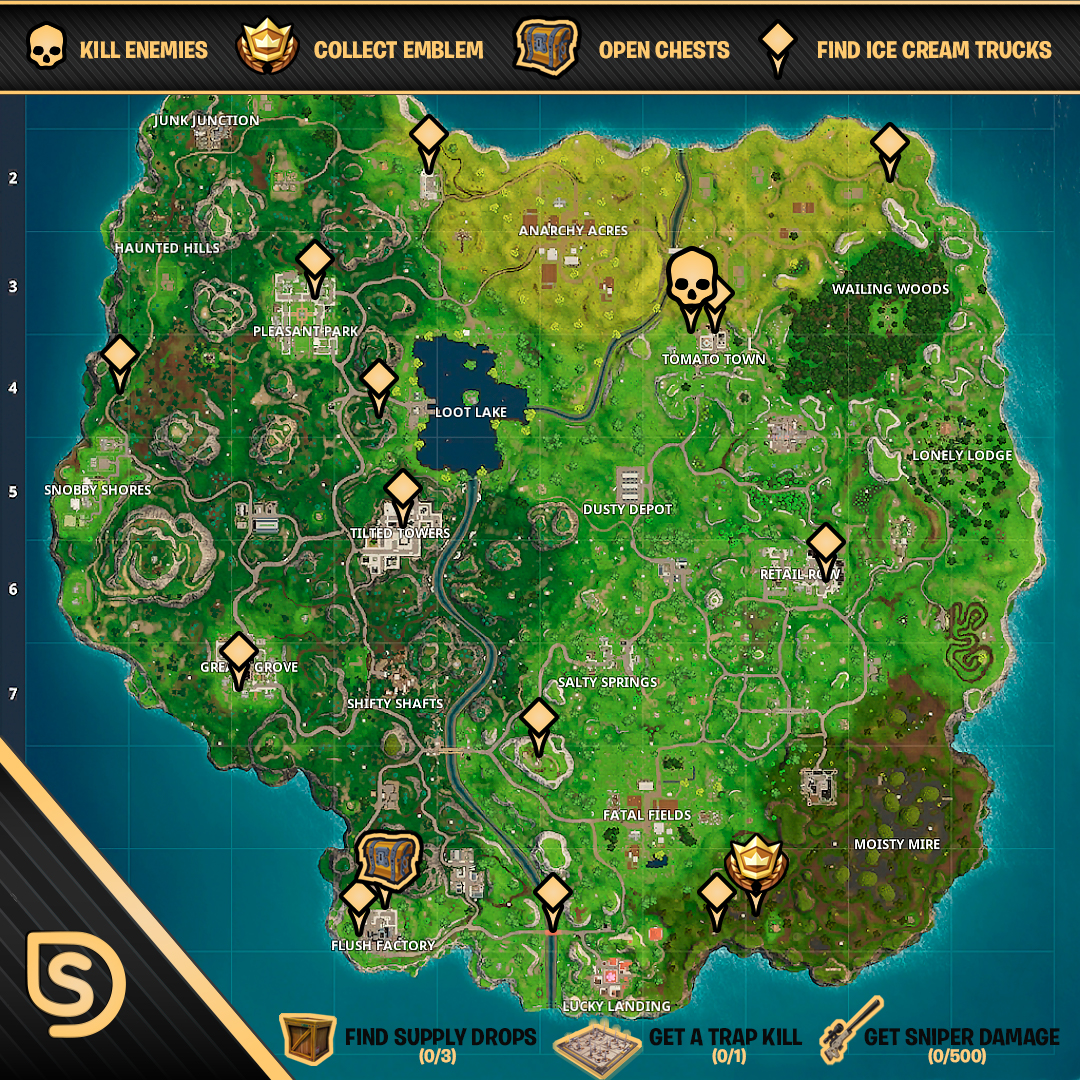 KILL ENEMIES
COLLECT EMBLEM
OPEN CHESTS
FIND ICE CREAM TRUCKS
JUNK JUNCTION
2
ANARCHY ACRES
HAUNTED HILLS
3
WAILING WOODS
PLEASANT PARK
TOMATO TOWN
4
LOOT LAKE
LONELY LODGE
5
SNOBBY SHORES
DUSTY DEPOT
TILTED TOWERS
RETAIL ROW
6
GREASY GROVE
SALTY SPRINGS
7
SHIFTY SHAFTS
FATAL FIELDS
MOISTY MIRE
FLUSH FACTORY
S
LUCKY LANDING
FIND SUPPLY DROPS
(0/3)
GET A TRAP KILL
(0/1)
GET SNIPER DAMAGE
(0/500)